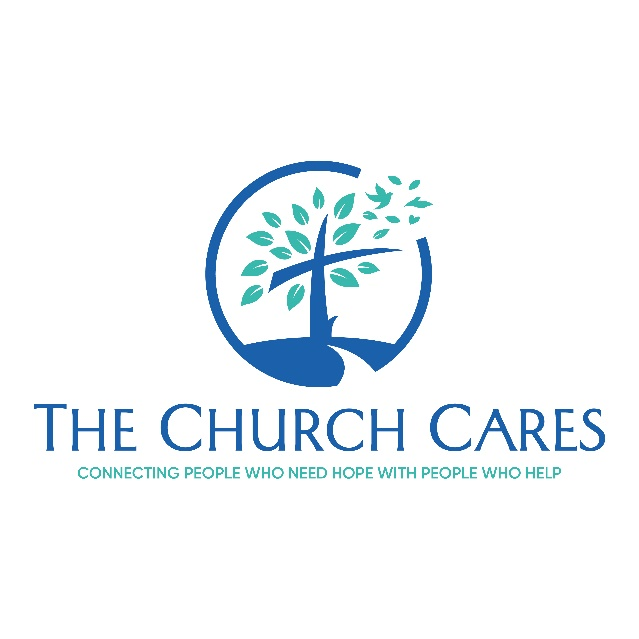 THE CHURCH CARES
CONNECTING PEOPLE WHO NEED HOPE WITH PEOPLE WHO HELP